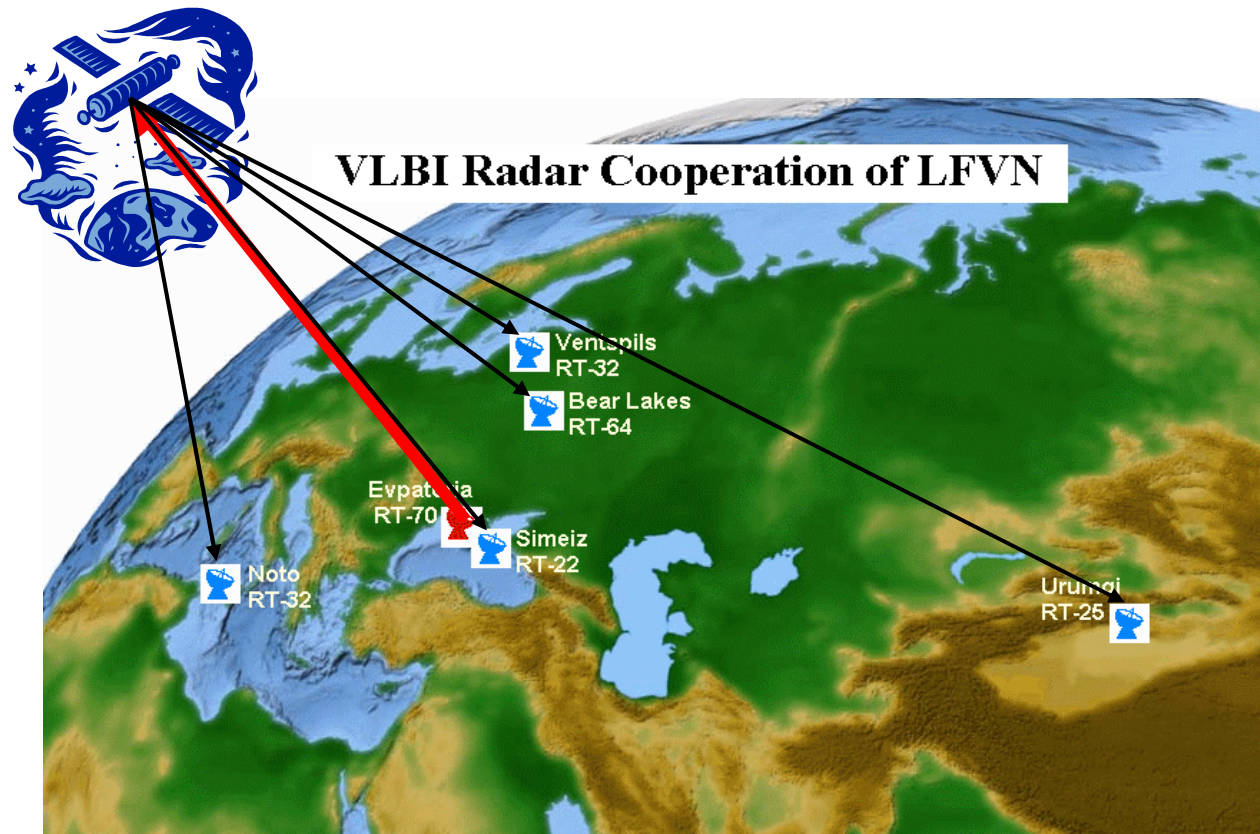 VLBI Radar Cooperation of LFVN
Ventspils
RT-32
Bear Lakes
RT-64
Evpatoria
RT-70
Simeiz
RT-22
Noto
RT-32
Urumqi
RT-25